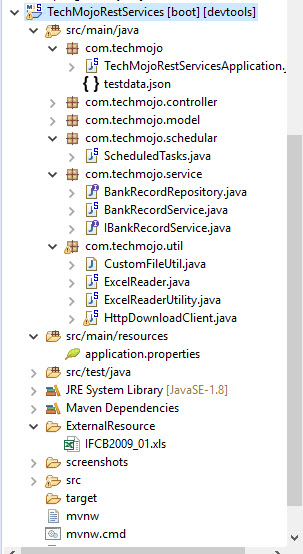 TechMojoRestServices [boot] [devtools]
src/main/java
com.techmojo
TechMojoRestServicesApplication.j
testdata.json
com.techmojo.controller
com.techmojo.model
com.techmojo.schedular
ScheduledTasks.java
com.techmojo.service
BankRecordRepository.java
BankRecordService.java
IBankRecordService.java
com.techmojo.util
CustomFileUtil.java
ExcelReader.java
ExcelReaderUtility.java
HttpDownloadClient.java
src/main/resources
application.properties
src/test/java
JRE System Library [JavaSE-1.8]
Maven Dependencies
ExternalResource
IFCB2009_01.xls
screenshots
src
target
mvnw
mvnw.cmd